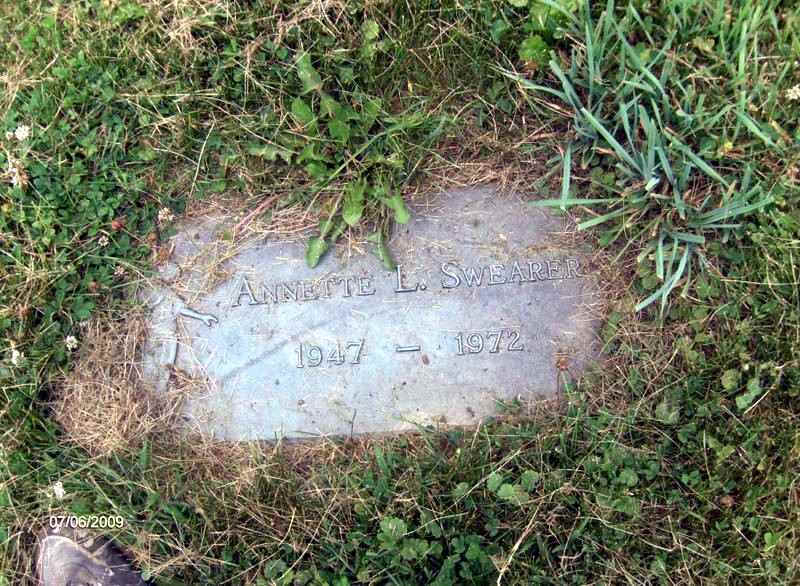 ANNETTE L. SWEARER
1947 – 1972
07/06/2009